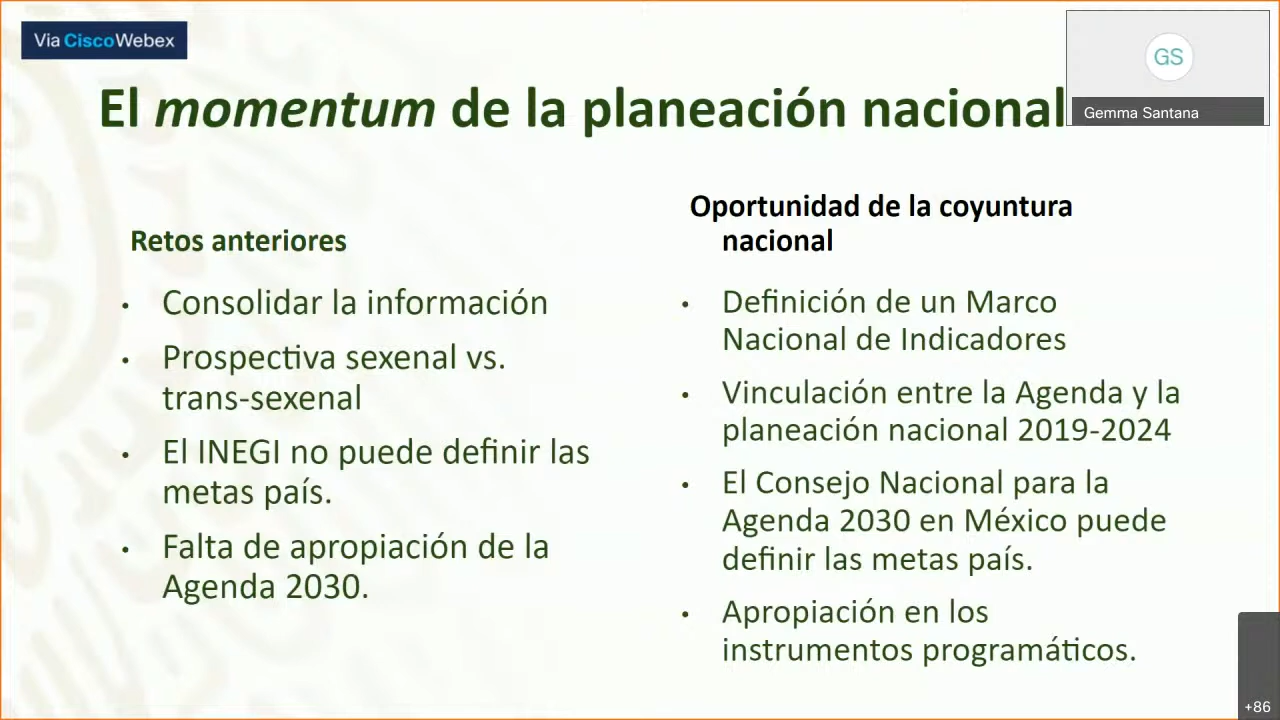 Via CiscoWebex
GS
Gemma Santana
El momentum de la planeación nacional
Retos anteriores
• Consolidar la información
• Prospectiva sexenal vs.
trans-sexenal
• El INEGI no puede definir las
metas país.
• Falta de apropiación de la
Agenda 2030.
Oportunidad de la coyuntura
nacional
• Definición de un Marco
Nacional de Indicadores
• Vinculación entre la Agenda y la
planeación nacional 2019-2024
• El Consejo Nacional para la
Agenda 2030 en México puede
definir las metas país.
• Apropiación en los
instrumentos programáticos.
+86